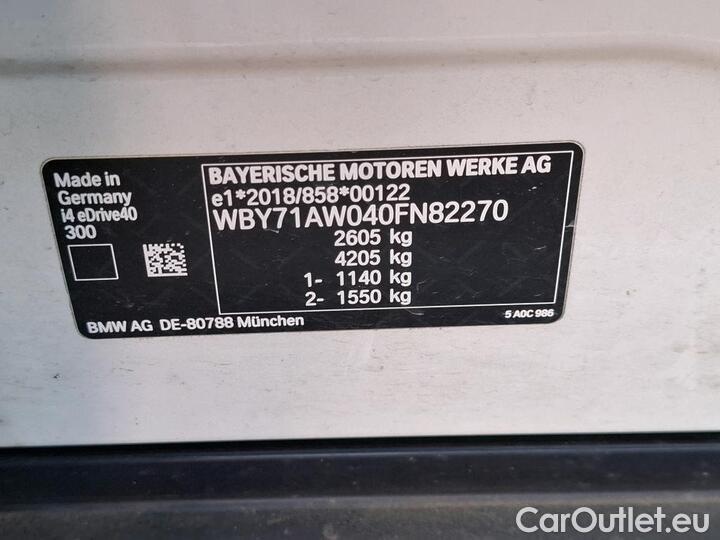 Made in
Germany
i4 eDrive40
300
BAYERISCHE MOTOREN WERKE AG
e1*2018/858*00122
WBY71AW040FN82270
2605 kg
4205 kg
1- 1140 kg
2- 1550 kg
BMW AG DE-80788 München
5 A0C 986
CarOutlet.eu